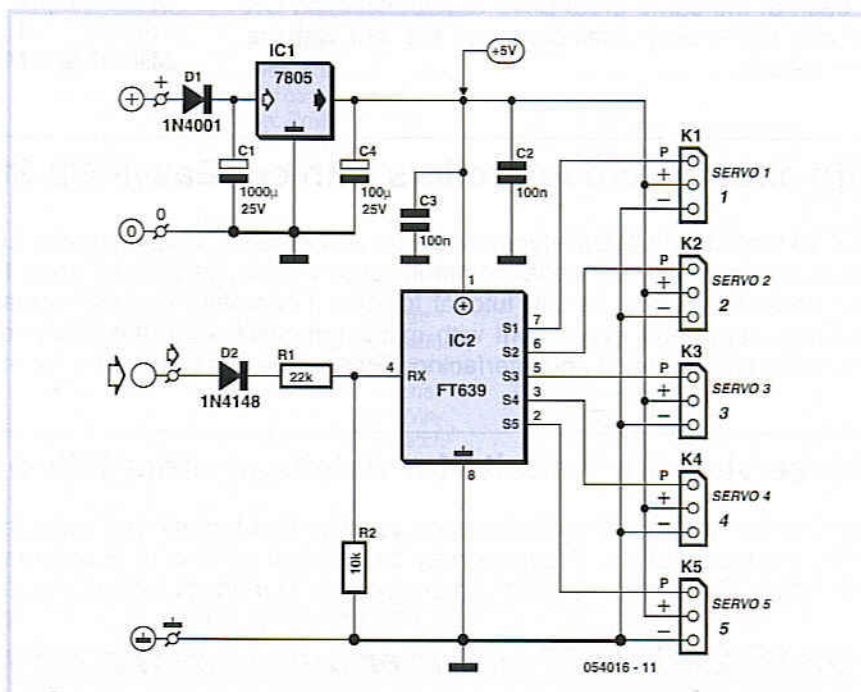 IC1
+5V
D1
7805
+
+
1N4001
C1
1000µ
25V
C4
100µ
25V
C2
100n
C3
100n
0
0
K1
P
+
−
SERVO 1
1
K2
P
+
−
SERVO 2
2
K3
P
+
−
SERVO 3
3
K4
P
+
−
SERVO 4
4
K5
P
+
−
SERVO 5
5
1
+
IC2
FT639
4
RX
S1
7
S2
6
S3
5
S4
3
S5
2
8
D2
1N4148
R1
22k
R2
10k
054016 - 11